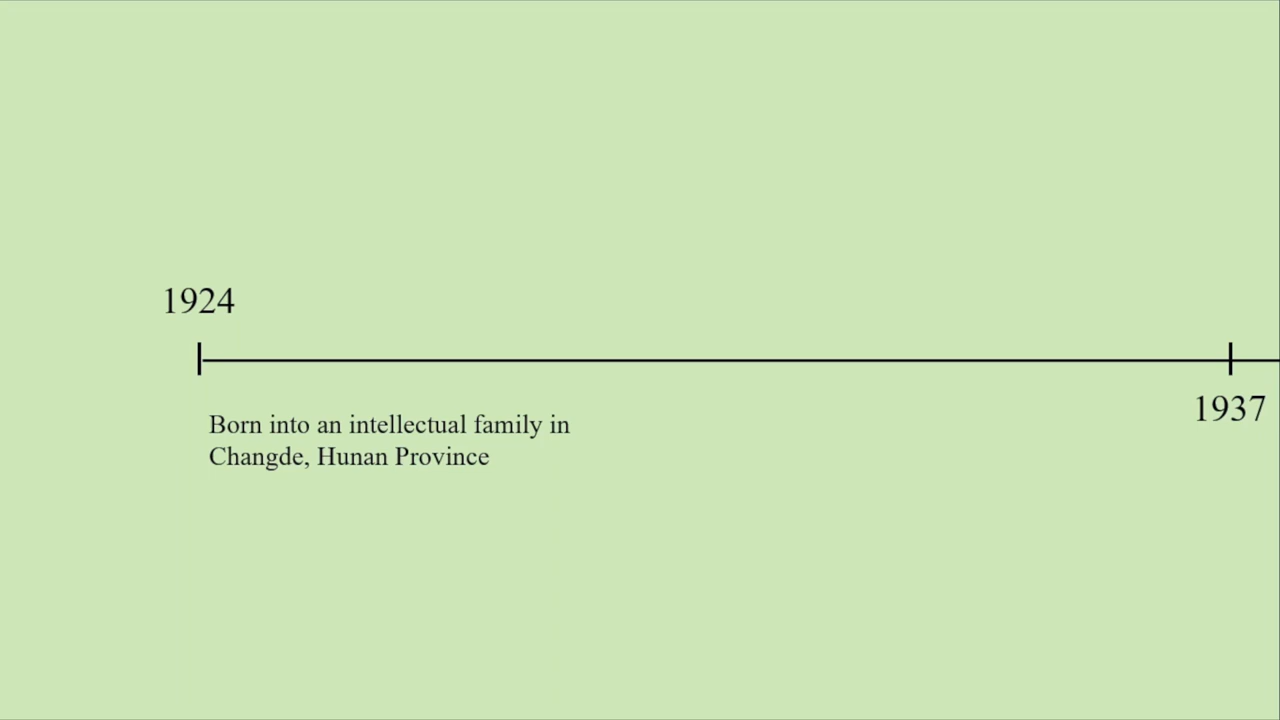 1924
1937
Born into an intellectual family in
Changde, Hunan Province